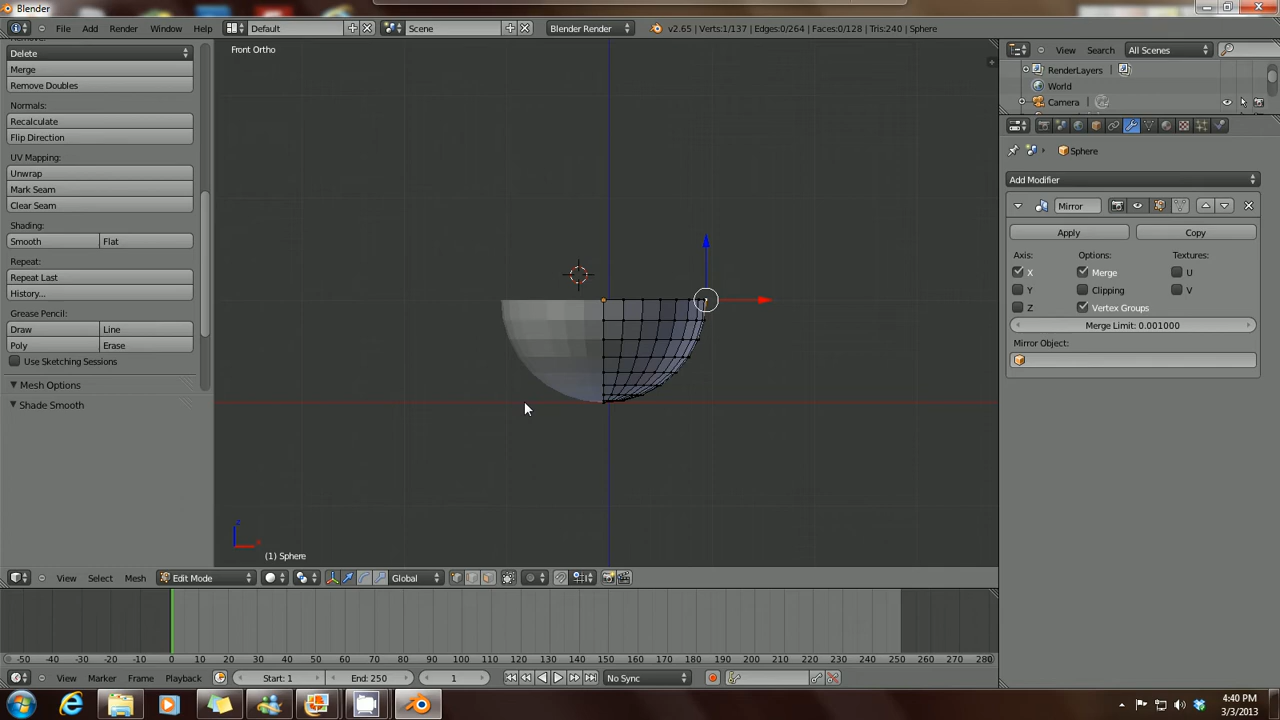 Blender
File Add Render Window Help Default Scene Blender Render v2.65 | Verts:1/137 | Edges:0/264 | Faces:0/128 | Tris:240 | Sphere
Delete
Merge
Remove Doubles
Normals:
Recalculate
Flip Direction
UV Mapping:
Unwrap
Mark Seam
Clear Seam
Shading:
Smooth Flat
Repeat:
Repeat Last
History...
Grease Pencil:
Draw Line
Poly Erase
Use Sketching Sessions
Mesh Options
Shade Smooth
Front Ortho
(1) Sphere
View Select Mesh Edit Mode Global
View Search All Scenes
RenderLayers
World
Camera
Sphere
Add Modifier
Mirror
Apply Copy
Axis: Options: Textures:
X Merge U
Y Clipping V
Z Vertex Groups
Merge Limit: 0.001000
Mirror Object:
-50 -40 -30 -20 -10 0 10 20 30 40 50 60 70 80 90 100 110 120 130 140 150 160 170 180 190 200 210 220 230 240 250 260 270 280
View Marker Frame Playback Start: 1 End: 250 1 No Sync
4:40 PM
3/3/2013